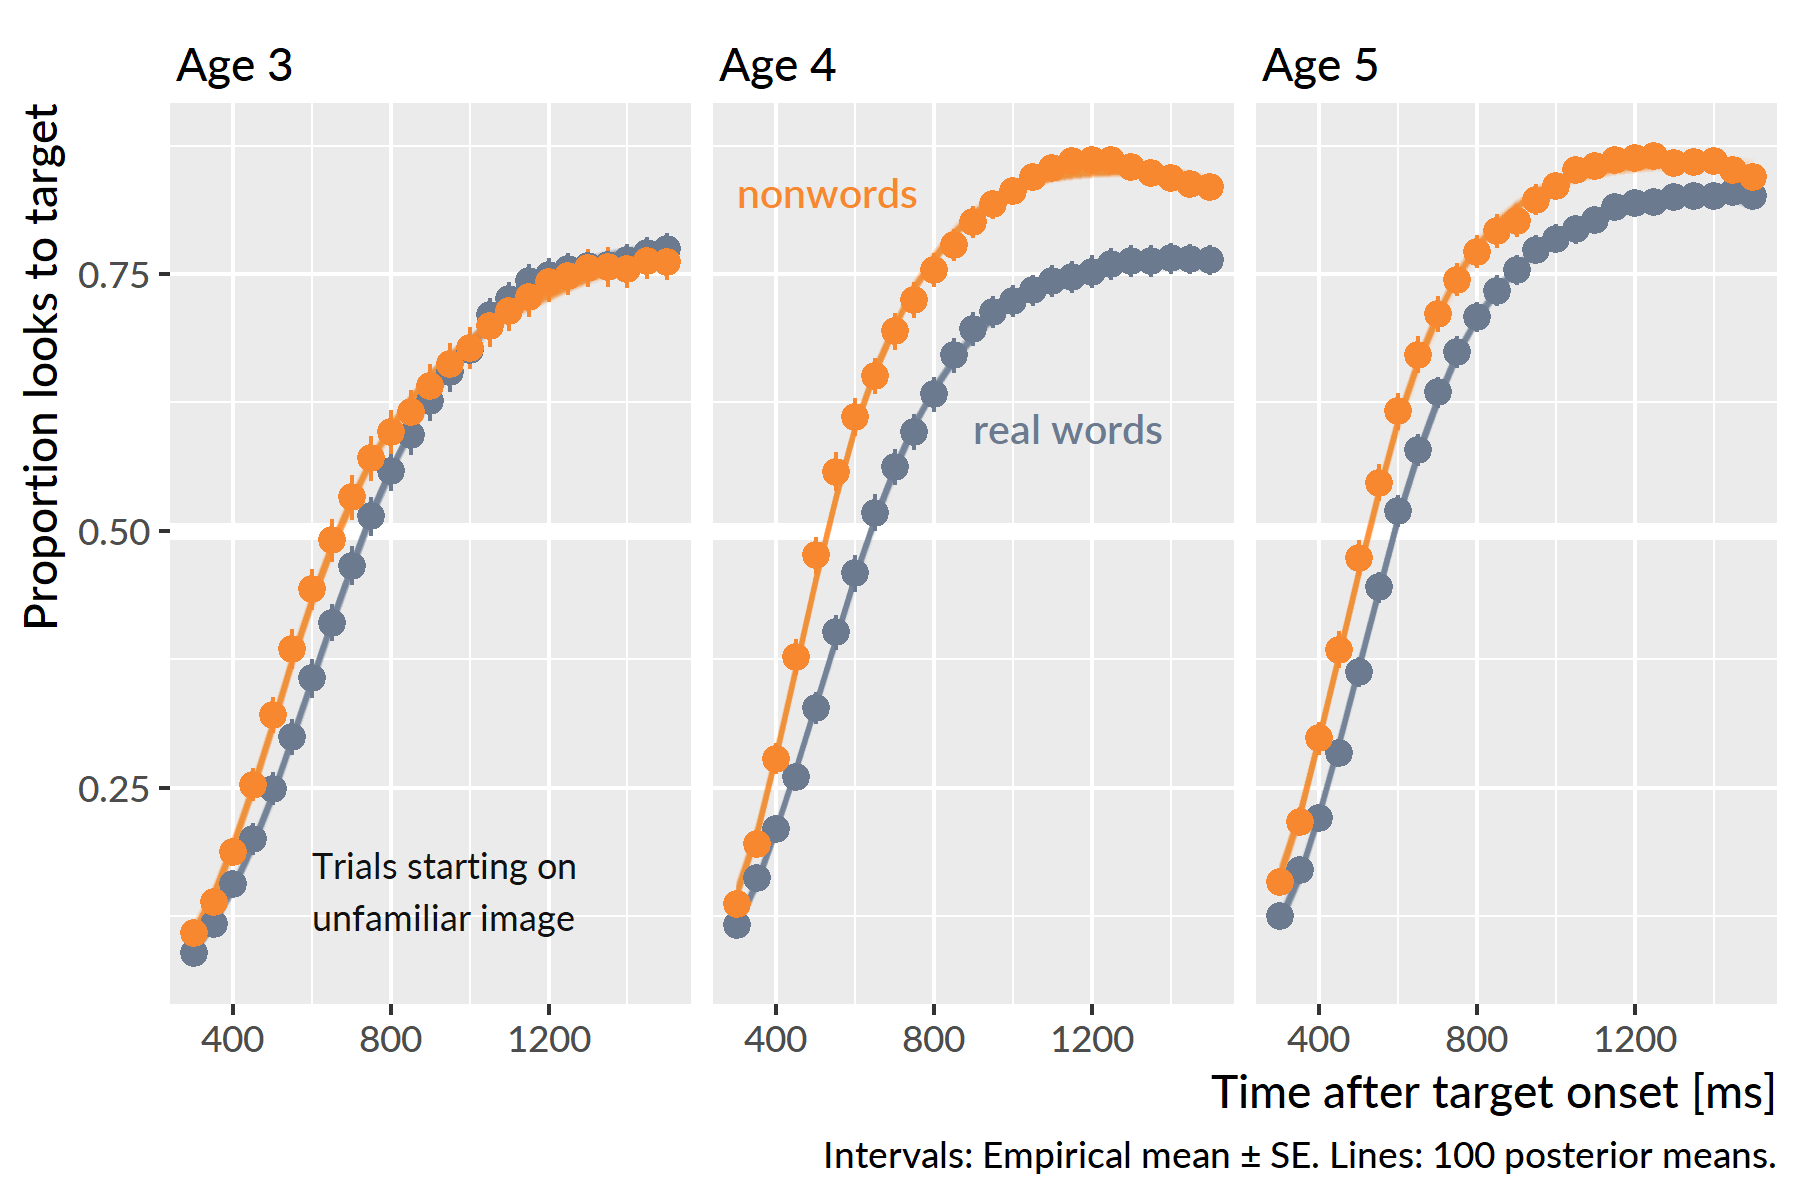 Age 3
Age 4
Age 5
Proportion looks to target
0.75
0.50
0.25
nonwords
real words
Trials starting on
unfamiliar image
400 800 1200
400 800 1200
400 800 1200
Time after target onset [ms]
Intervals: Empirical mean ± SE. Lines: 100 posterior means.